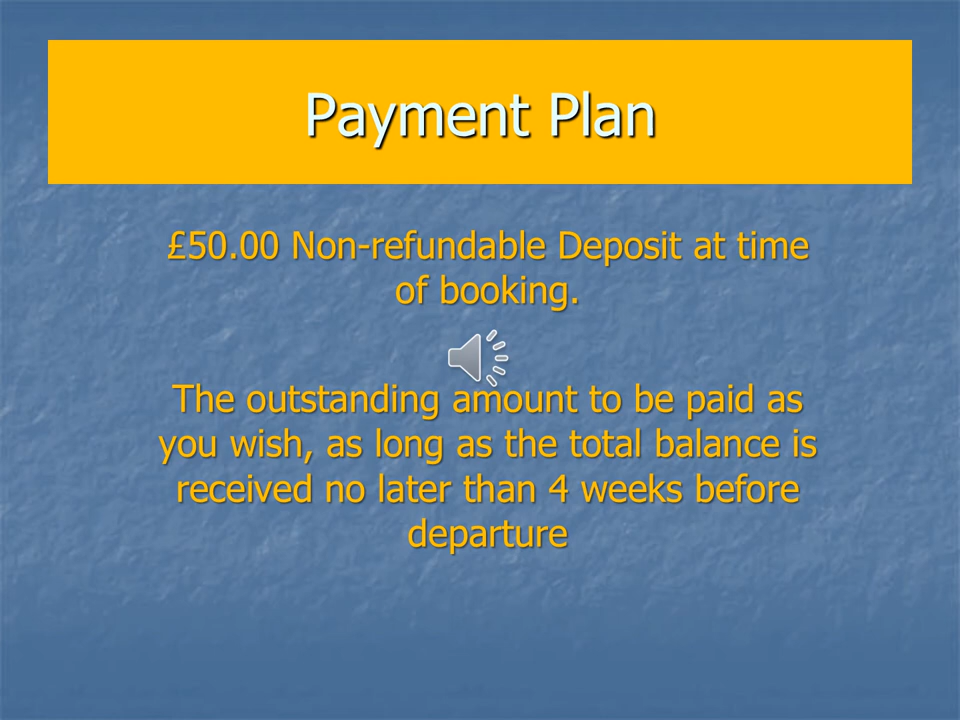 Payment Plan
£50.00 Non-refundable Deposit at time
of booking.
The outstanding amount to be paid as
you wish, as long as the total balance is
received no later than 4 weeks before
departure